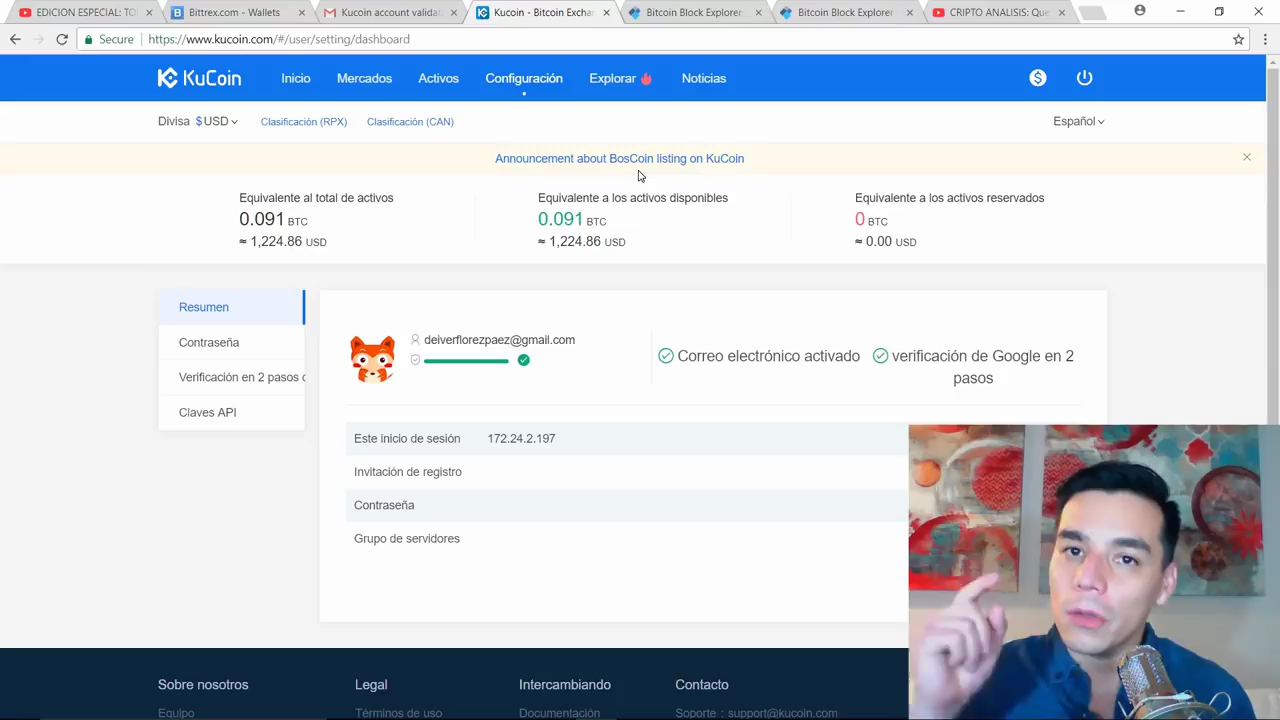 EDICION ESPECIAL: TO
Bittrex.com - Wallets
Kucoin account validat
Kucoin - Bitcoin Exchan
Bitcoin Block Explorer
Bitcoin Block Explorer
CRIPTO ANALISIS: Que
Secure
https://www.kucoin.com/#/user/setting/dashboard
KuCoin
Inicio
Mercados
Activos
Configuración
Explorar
Noticias
Divisa $ USD
Clasificación (RPX)
Clasificación (CAN)
Español
Announcement about BosCoin listing on KuCoin
Equivalente al total de activos
0.091 BTC
≈ 1,224.86 USD
Equivalente a los activos disponibles
0.091 BTC
≈ 1,224.86 USD
Equivalente a los activos reservados
0 BTC
≈ 0.00 USD
Resumen
Contraseña
Verificación en 2 pasos
Claves API
deiverflorezpaez@gmail.com
Correo electrónico activado
verificación de Google en 2
pasos
Este inicio de sesión 172.24.2.197
Invitación de registro
Contraseña
Grupo de servidores
Sobre nosotros
Legal
Intercambiando
Contacto
Equipo
Términos de uso
Documentación
Soporte : support@kucoin.com